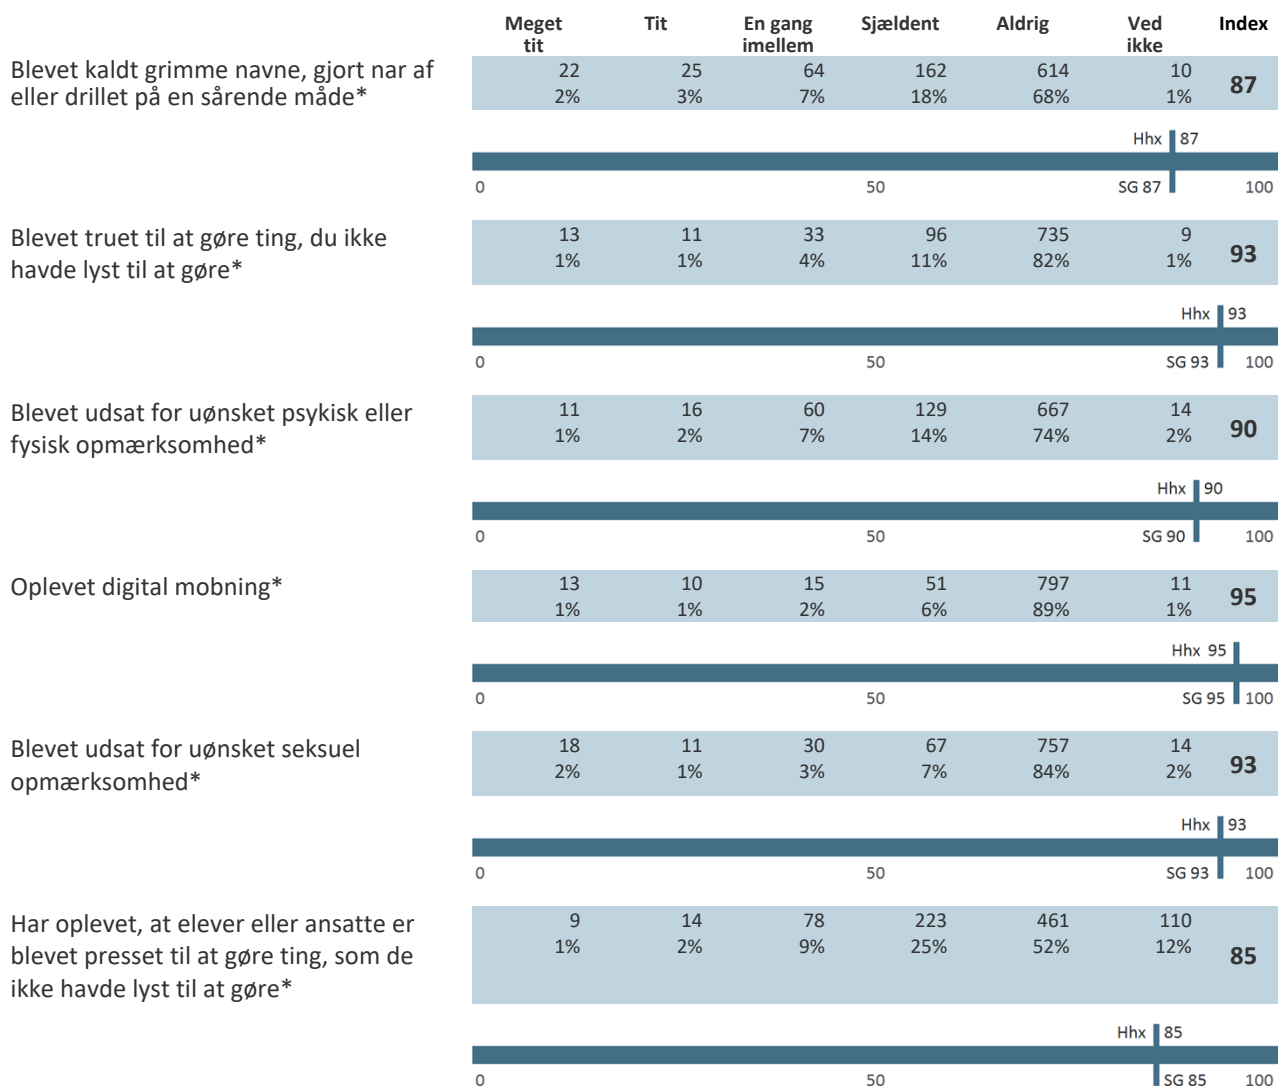 Meget tit Tit En gang imellem Sjældent Aldrig Ved ikke Index
Blevet kaldt grimme navne, gjort nar af 22 25 64 162 614 10 87
eller drillet på en sårende måde* 2% 3% 7% 18% 68% 1%
Hhx 87
0 50 SG 87 100
Blevet truet til at gøre ting, du ikke 13 11 33 96 735 9 93
havde lyst til at gøre* 1% 1% 4% 11% 82% 1%
Hhx 93
0 50 SG 93 100
Blevet udsat for uønsket psykisk eller 11 16 60 129 667 14 90
fysisk opmærksomhed* 1% 2% 7% 14% 74% 2%
Hhx 90
0 50 SG 90 100
Oplevet digital mobning* 13 10 15 51 797 11 95
1% 1% 2% 6% 89% 1%
Hhx 95
0 50 SG 95 100
Blevet udsat for uønsket seksuel 18 11 30 67 757 14 93
opmærksomhed* 2% 1% 3% 7% 84% 2%
Hhx 93
0 50 SG 93 100
Har oplevet, at elever eller ansatte er 9 14 78 223 461 110 85
blevet presset til at gøre ting, som de 1% 2% 9% 25% 52% 12%
ikke havde lyst til at gøre*
Hhx 85
0 50 SG 85 100